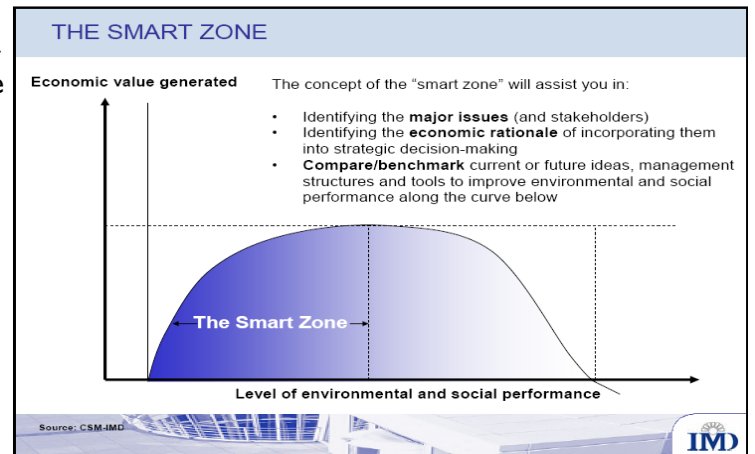 THE SMART ZONE
Economic value generated
The concept of the “smart zone” will assist you in:
• Identifying the major issues (and stakeholders)
• Identifying the economic rationale of incorporating them
into strategic decision-making
• Compare/benchmark current or future ideas, management
structures and tools to improve environmental and social
performance along the curve below
The Smart Zone
Level of environmental and social performance
Source: CSM-IMD
IMD